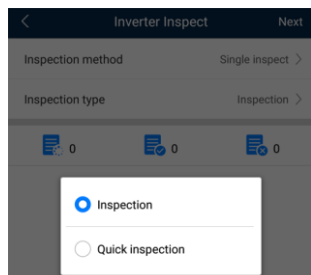 Inverter Inspect Next
Inspection method Single inspect
Inspection type Inspection
0 0 0
Inspection
Quick inspection